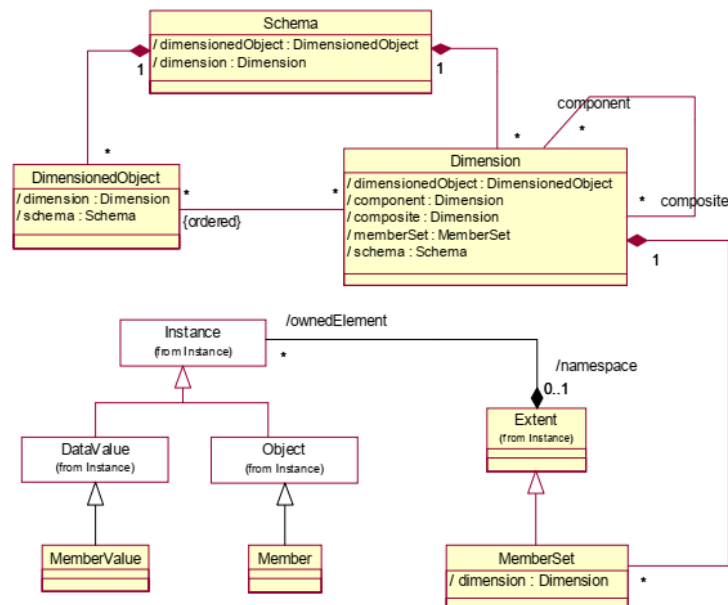 Schema
/ dimensionedObject : DimensionedObject
/ dimension : Dimension
1
1
*
*
component
*
*
composite
DimensionedObject
/ dimension : Dimension
/ schema : Schema
*
*
{ordered}
Dimension
/ dimensionedObject : DimensionedObject
/ component : Dimension
/ composite : Dimension
/ memberSet : MemberSet
/ schema : Schema
1
/ownedElement
*
Instance
(from Instance)
/namespace
0..1
Extent
(from Instance)
DataValue
(from Instance)
Object
(from Instance)
MemberValue
Member
MemberSet
/ dimension : Dimension
*